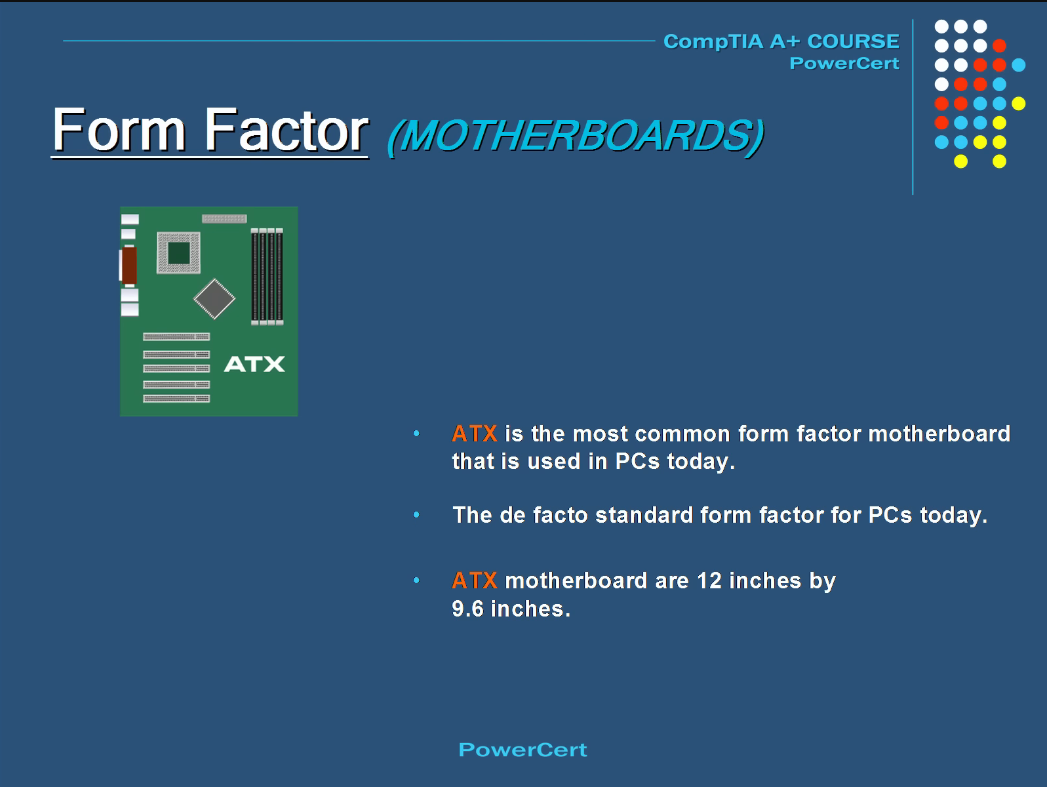 CompTIA A+ COURSE
PowerCert
Form Factor (MOTHERBOARDS)
ATX
• ATX is the most common form factor motherboard
that is used in PCs today.
• The de facto standard form factor for PCs today.
• ATX motherboard are 12 inches by
9.6 inches.
PowerCert